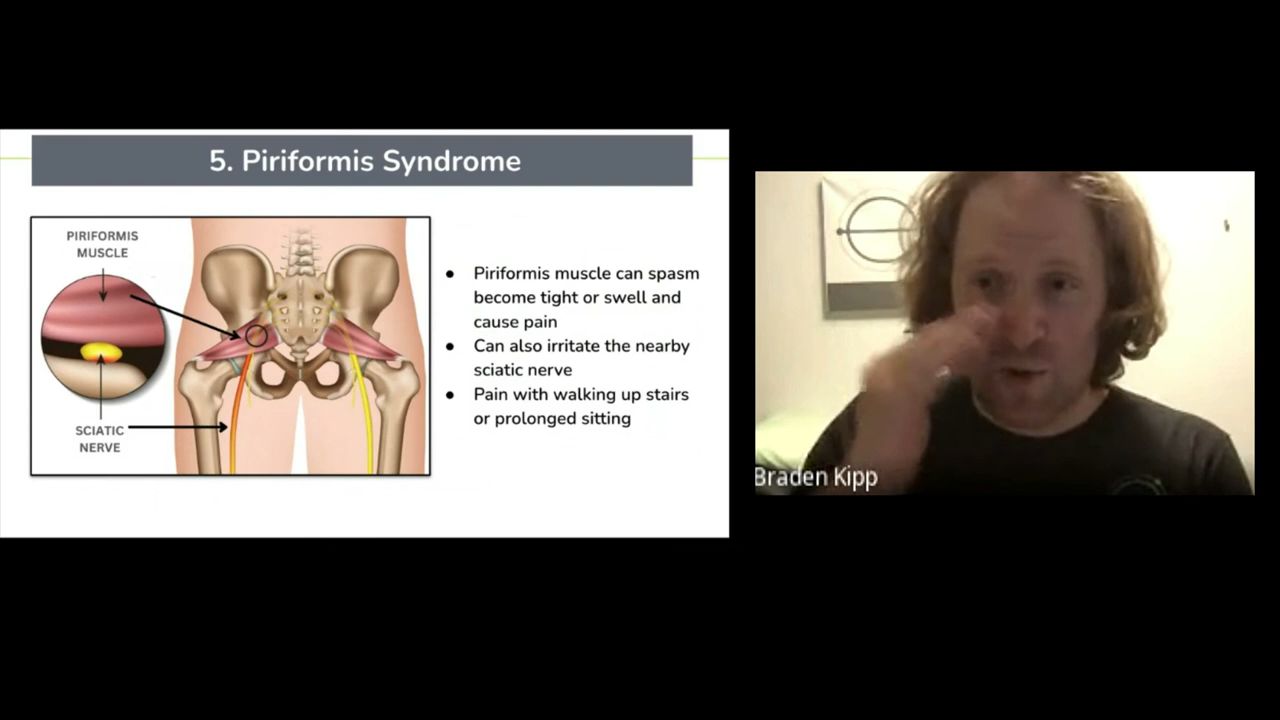 5. Piriformis Syndrome
PIRIFORMIS
MUSCLE
SCIATIC
NERVE
● Piriformis muscle can spasm
become tight or swell and
cause pain
● Can also irritate the nearby
sciatic nerve
● Pain with walking up stairs
or prolonged sitting
Braden Kipp